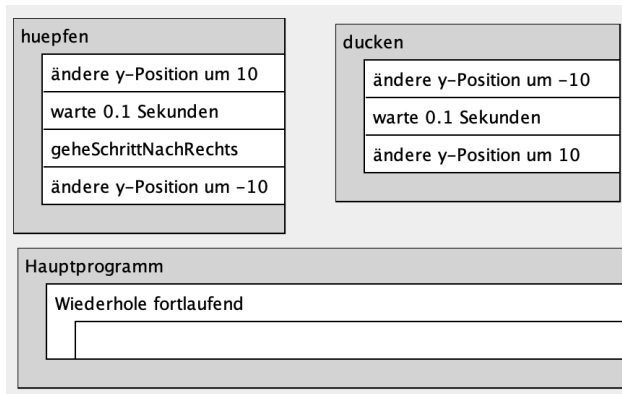 huepfen
ändere y-Position um 10
warte 0.1 Sekunden
geheSchrittNachRechts
ändere y-Position um -10
ducken
ändere y-Position um -10
warte 0.1 Sekunden
ändere y-Position um 10
Hauptprogramm
Wiederhole fortlaufend